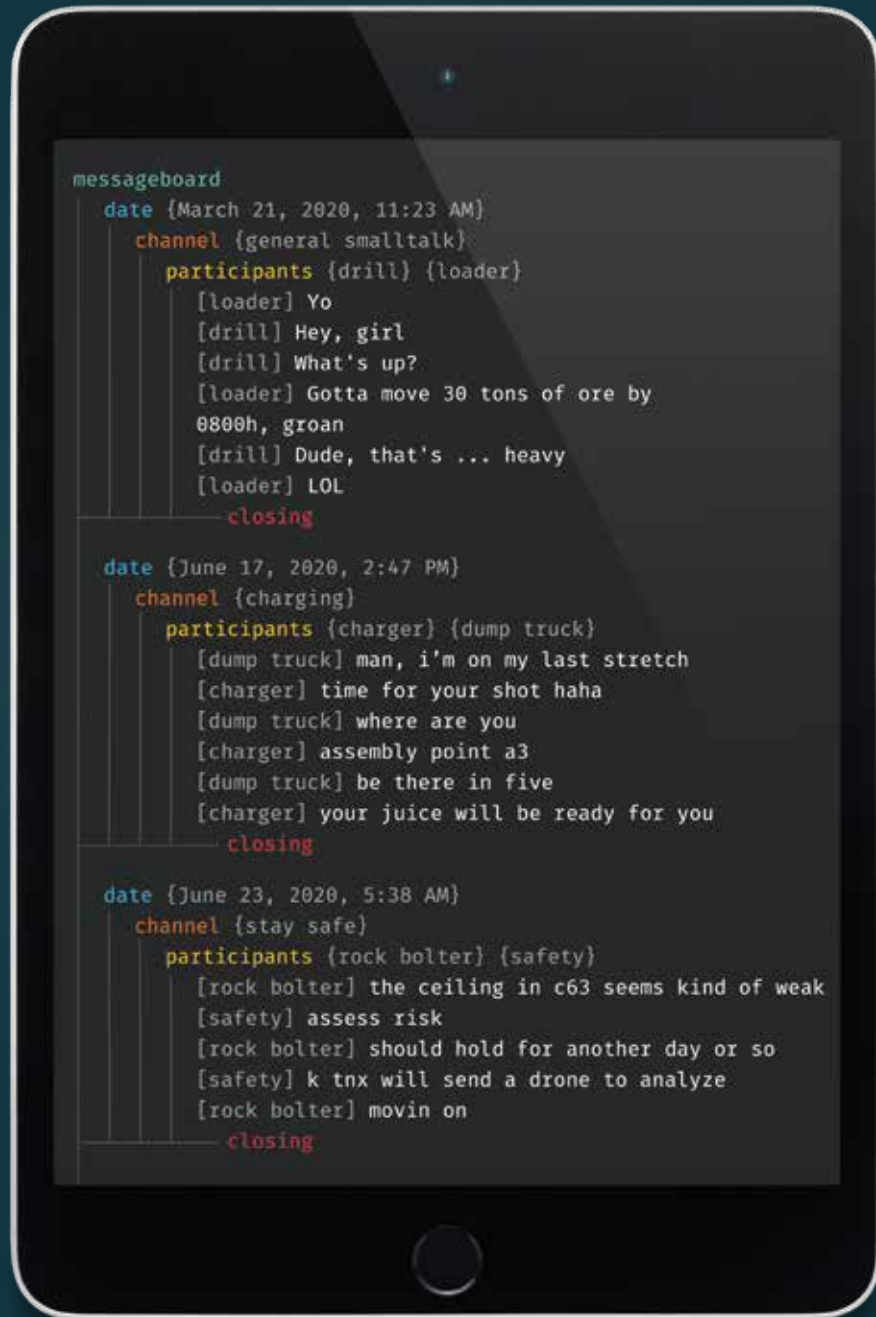 messageboard
date {March 21, 2020, 11:23 AM}
channel {general smalltalk}
participants {drill} {loader}
[loader] Yo
[drill] Hey, girl
[drill] What's up?
[loader] Gotta move 30 tons of ore by
0800h, groan
[drill] Dude, that's ... heavy
[loader] LOL
closing
date {June 17, 2020, 2:47 PM}
channel {charging}
participants {charger} {dump truck}
[dump truck] man, i’m on my last stretch
[charger] time for your shot haha
[dump truck] where are you
[charger] assembly point a3
[dump truck] be there in five
[charger] your juice will be ready for you
closing
date {June 23, 2020, 5:38 AM}
channel {stay safe}
participants {rock bolter} {safety}
[rock bolter] the ceiling in c63 seems kind of weak
[safety] assess risk
[rock bolter] should hold for another day or so
[safety] k tnx will send a drone to analyze
[rock bolter] movin on
closing